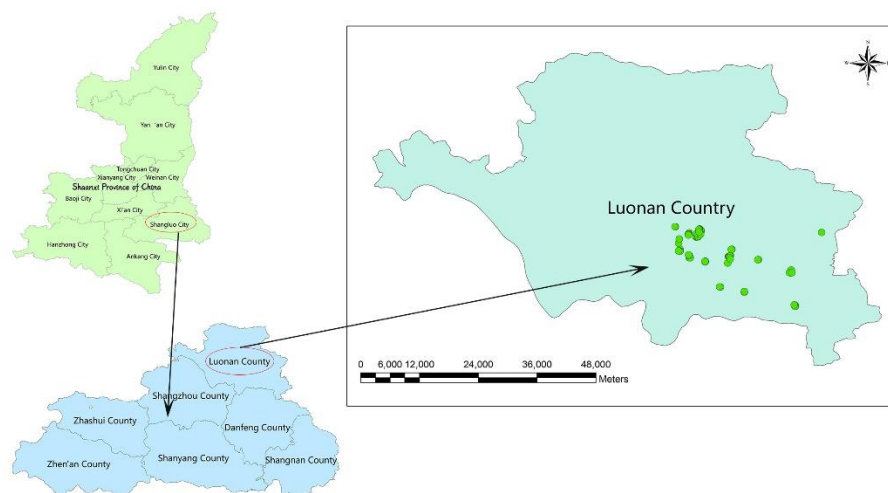 Yulin City
Yan 'an City
Tongchuan City
Xianyang City
Weinan City
Shaanxi Province of China
Baoji City
Xi'an City
Shangluo City
Hanzhong City
Ankang City
Luonan County
Shangzhou County
Zhashui County
Danfeng County
Zhen'an County
Shanyang County
Shangnan County
N
W
E
S
Luonan Country
0 6,000 12,000 24,000 36,000 48,000
Meters